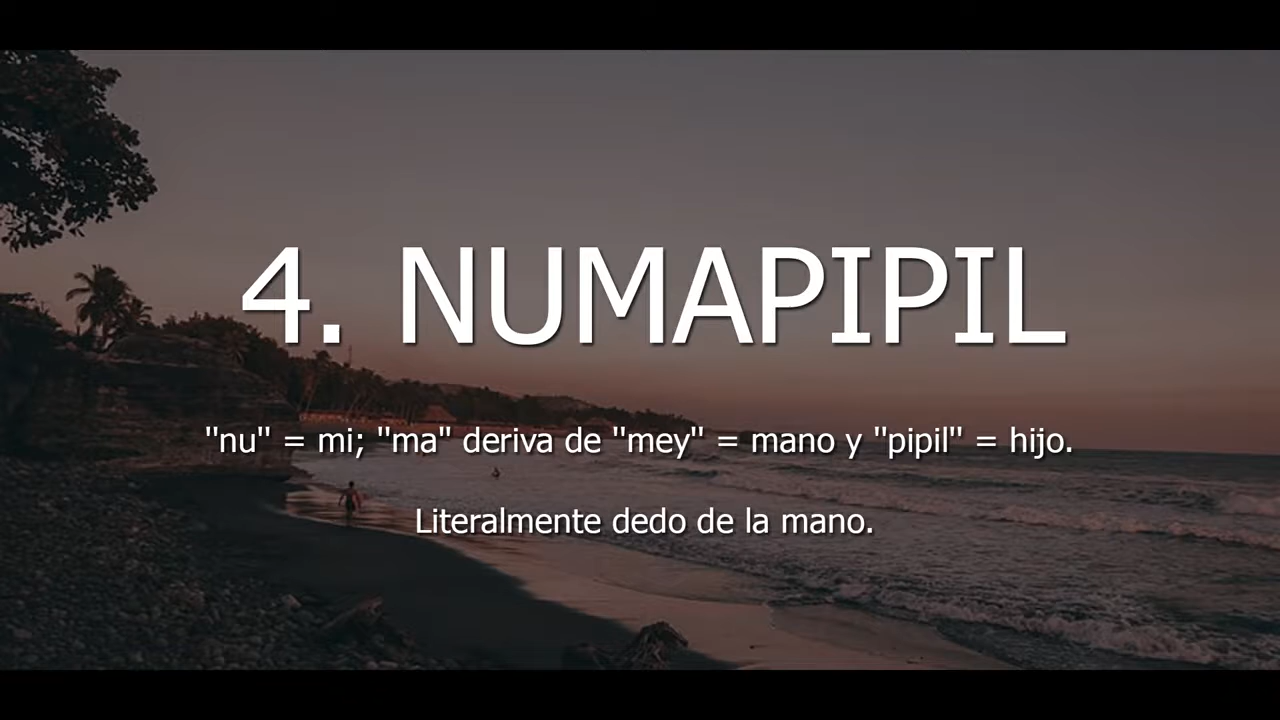 4. NUMAPIPIL
"nu" = mi; "ma" deriva de "mey" = mano y "pipil" = hijo.
Literalmente dedo de la mano.